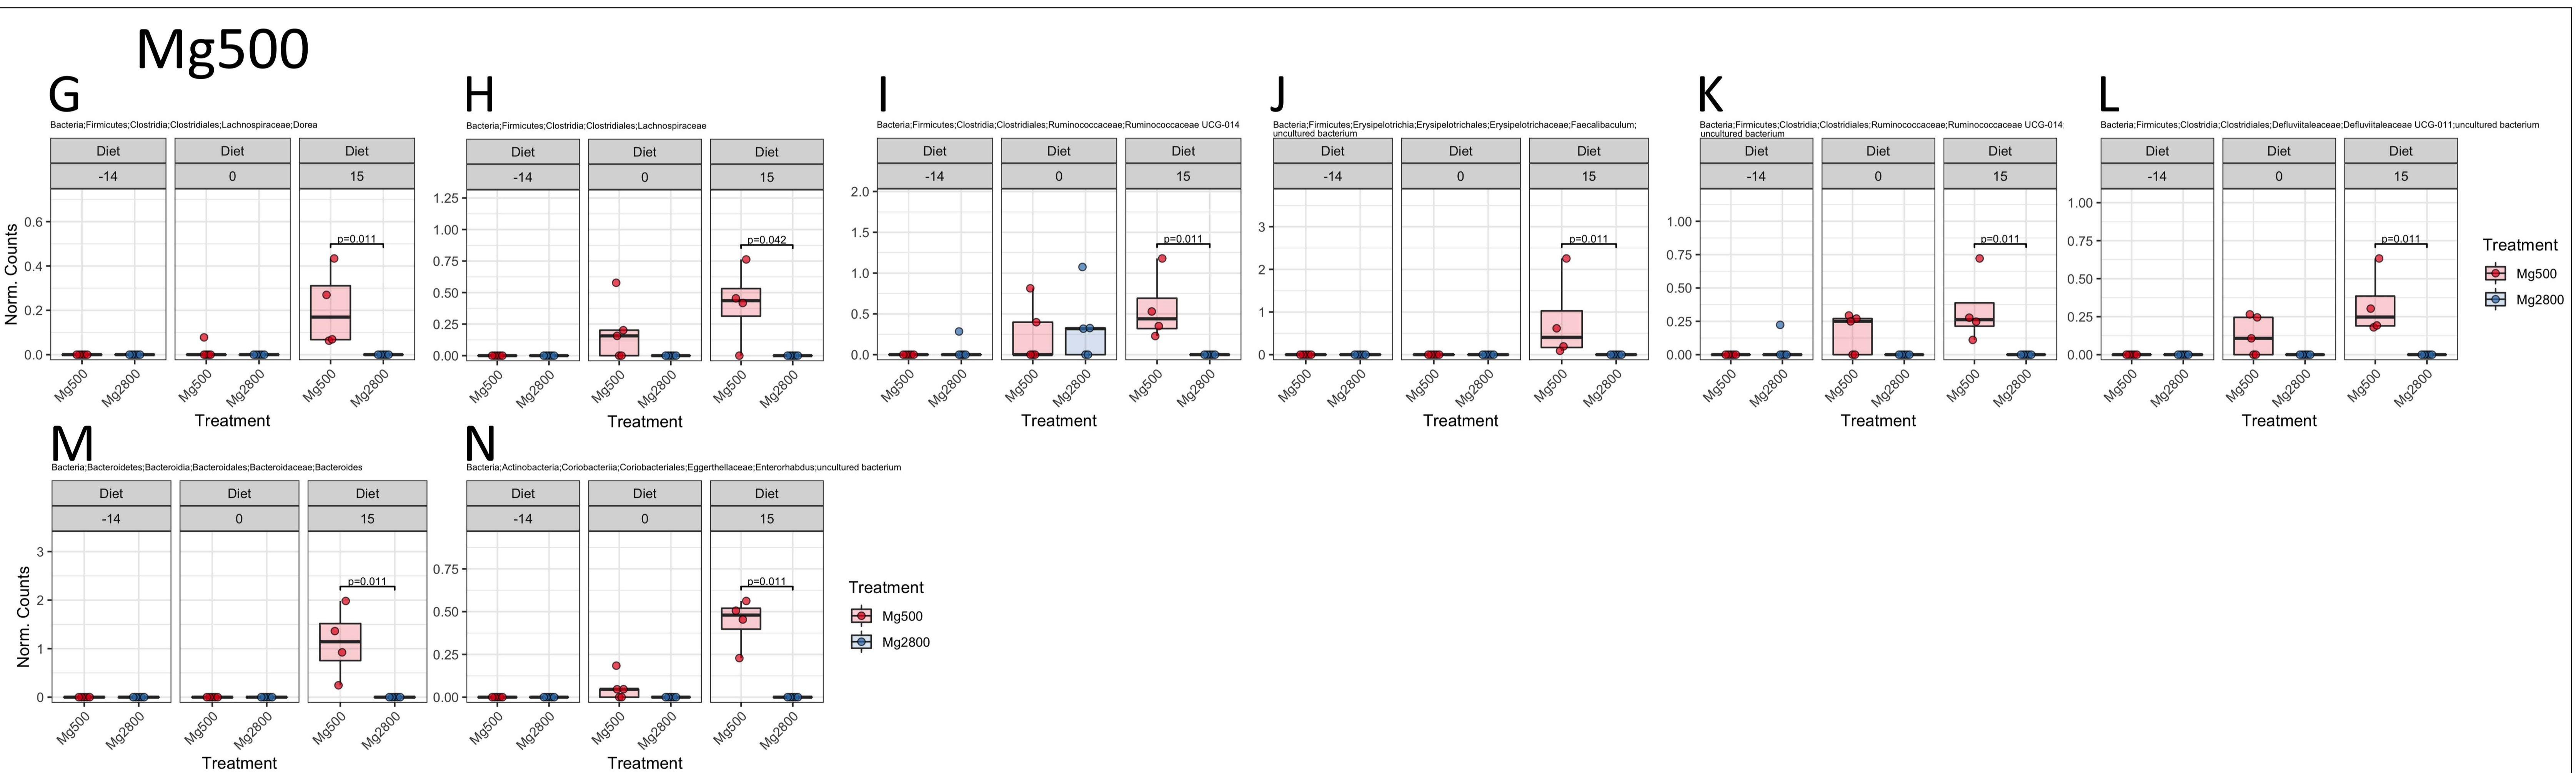 Mg500
G
Bacteria;Firmicutes;Clostridia;Clostridiales;Lachnospiraceae;Dorea
Diet Diet Diet
-14 0 15
Norm. Counts
0.6
0.4
0.2
0.0
p=0.011
Mg500 Mg2800 Mg500 Mg2800 Mg500 Mg2800
Treatment
H
Bacteria;Firmicutes;Clostridia;Clostridiales;Lachnospiraceae
Diet Diet Diet
-14 0 15
1.25
1.00
0.75
0.50
0.25
0.00
p=0.042
Mg500 Mg2800 Mg500 Mg2800 Mg500 Mg2800
Treatment
I
Bacteria;Firmicutes;Clostridia;Clostridiales;Ruminococcaceae;Ruminococcaceae UCG-014
Diet Diet Diet
-14 0 15
2.0
1.5
1.0
0.5
0.0
p=0.011
Mg500 Mg2800 Mg500 Mg2800 Mg500 Mg2800
Treatment
J
Bacteria;Firmicutes;Erysipelotrichia;Erysipelotrichales;Erysipelotrichaceae;Faecalibaculum;
uncultured bacterium
Diet Diet Diet
-14 0 15
3
2
1
0
p=0.011
Mg500 Mg2800 Mg500 Mg2800 Mg500 Mg2800
Treatment
K
Bacteria;Firmicutes;Clostridia;Clostridiales;Ruminococcaceae;Ruminococcaceae UCG-014;
uncultured bacterium
Diet Diet Diet
-14 0 15
1.00
0.75
0.50
0.25
0.00
p=0.011
Mg500 Mg2800 Mg500 Mg2800 Mg500 Mg2800
Treatment
L
Bacteria;Firmicutes;Clostridia;Clostridiales;Defluviitaleaceae;Defluviitaleaceae UCG-011;uncultured bacterium
Diet Diet Diet
-14 0 15
1.00
0.75
0.50
0.25
0.00
p=0.011
Mg500 Mg2800 Mg500 Mg2800 Mg500 Mg2800
Treatment
Treatment
Mg500
Mg2800
M
Bacteria;Bacteroidetes;Bacteroidia;Bacteroidales;Bacteroidaceae;Bacteroides
Diet Diet Diet
-14 0 15
Norm. Counts
3
2
1
0
p=0.011
Mg500 Mg2800 Mg500 Mg2800 Mg500 Mg2800
Treatment
N
Bacteria;Actinobacteria;Coriobacteriia;Coriobacteriales;Eggerthellaceae;Enterorhabdus;uncultured bacterium
Diet Diet Diet
-14 0 15
0.75
0.50
0.25
0.00
p=0.011
Mg500 Mg2800 Mg500 Mg2800 Mg500 Mg2800
Treatment
Treatment
Mg500
Mg2800